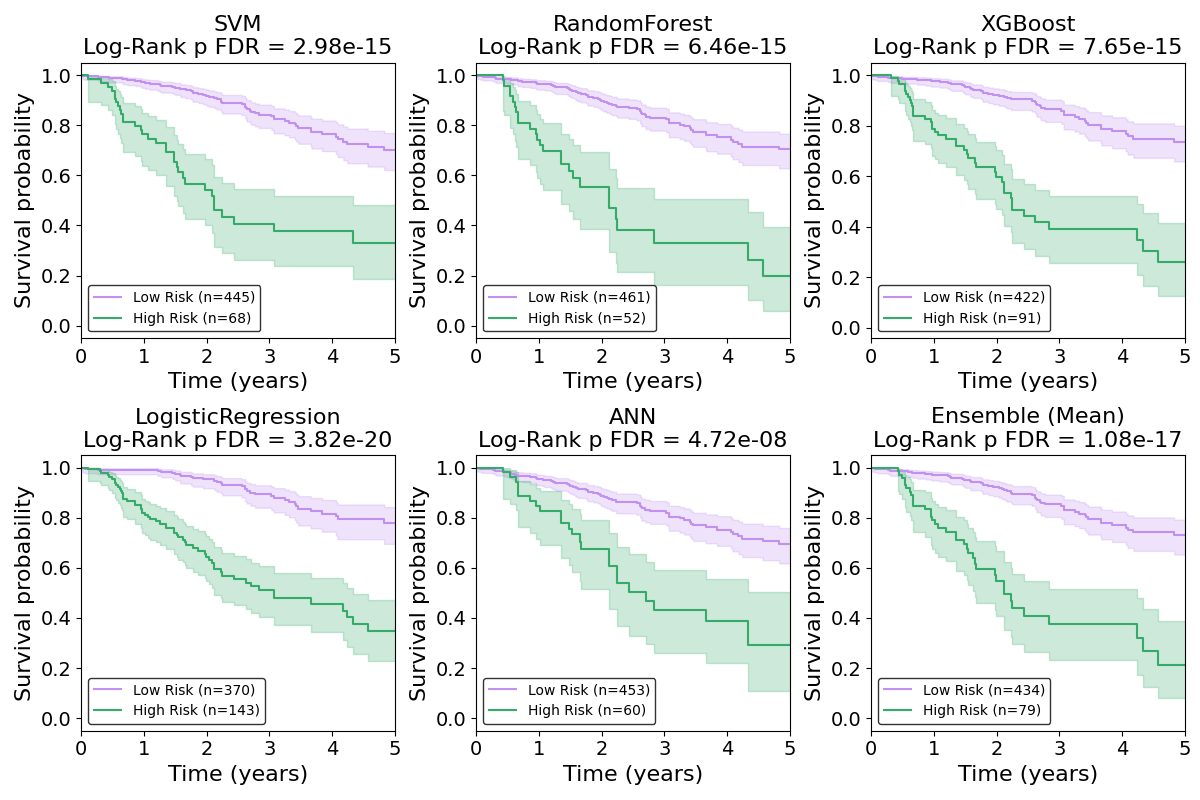 SVM
Log-Rank p FDR = 2.98e-15
Survival probability
1.0
0.8
0.6
0.4
0.2
0.0
Low Risk (n=445)
High Risk (n=68)
0 1 2 3 4 5
Time (years)
RandomForest
Log-Rank p FDR = 6.46e-15
Survival probability
1.0
0.8
0.6
0.4
0.2
0.0
Low Risk (n=461)
High Risk (n=52)
0 1 2 3 4 5
Time (years)
XGBoost
Log-Rank p FDR = 7.65e-15
Survival probability
1.0
0.8
0.6
0.4
0.2
0.0
Low Risk (n=422)
High Risk (n=91)
0 1 2 3 4 5
Time (years)
LogisticRegression
Log-Rank p FDR = 3.82e-20
Survival probability
1.0
0.8
0.6
0.4
0.2
0.0
Low Risk (n=370)
High Risk (n=143)
0 1 2 3 4 5
Time (years)
ANN
Log-Rank p FDR = 4.72e-08
Survival probability
1.0
0.8
0.6
0.4
0.2
0.0
Low Risk (n=453)
High Risk (n=60)
0 1 2 3 4 5
Time (years)
Ensemble (Mean)
Log-Rank p FDR = 1.08e-17
Survival probability
1.0
0.8
0.6
0.4
0.2
0.0
Low Risk (n=434)
High Risk (n=79)
0 1 2 3 4 5
Time (years)